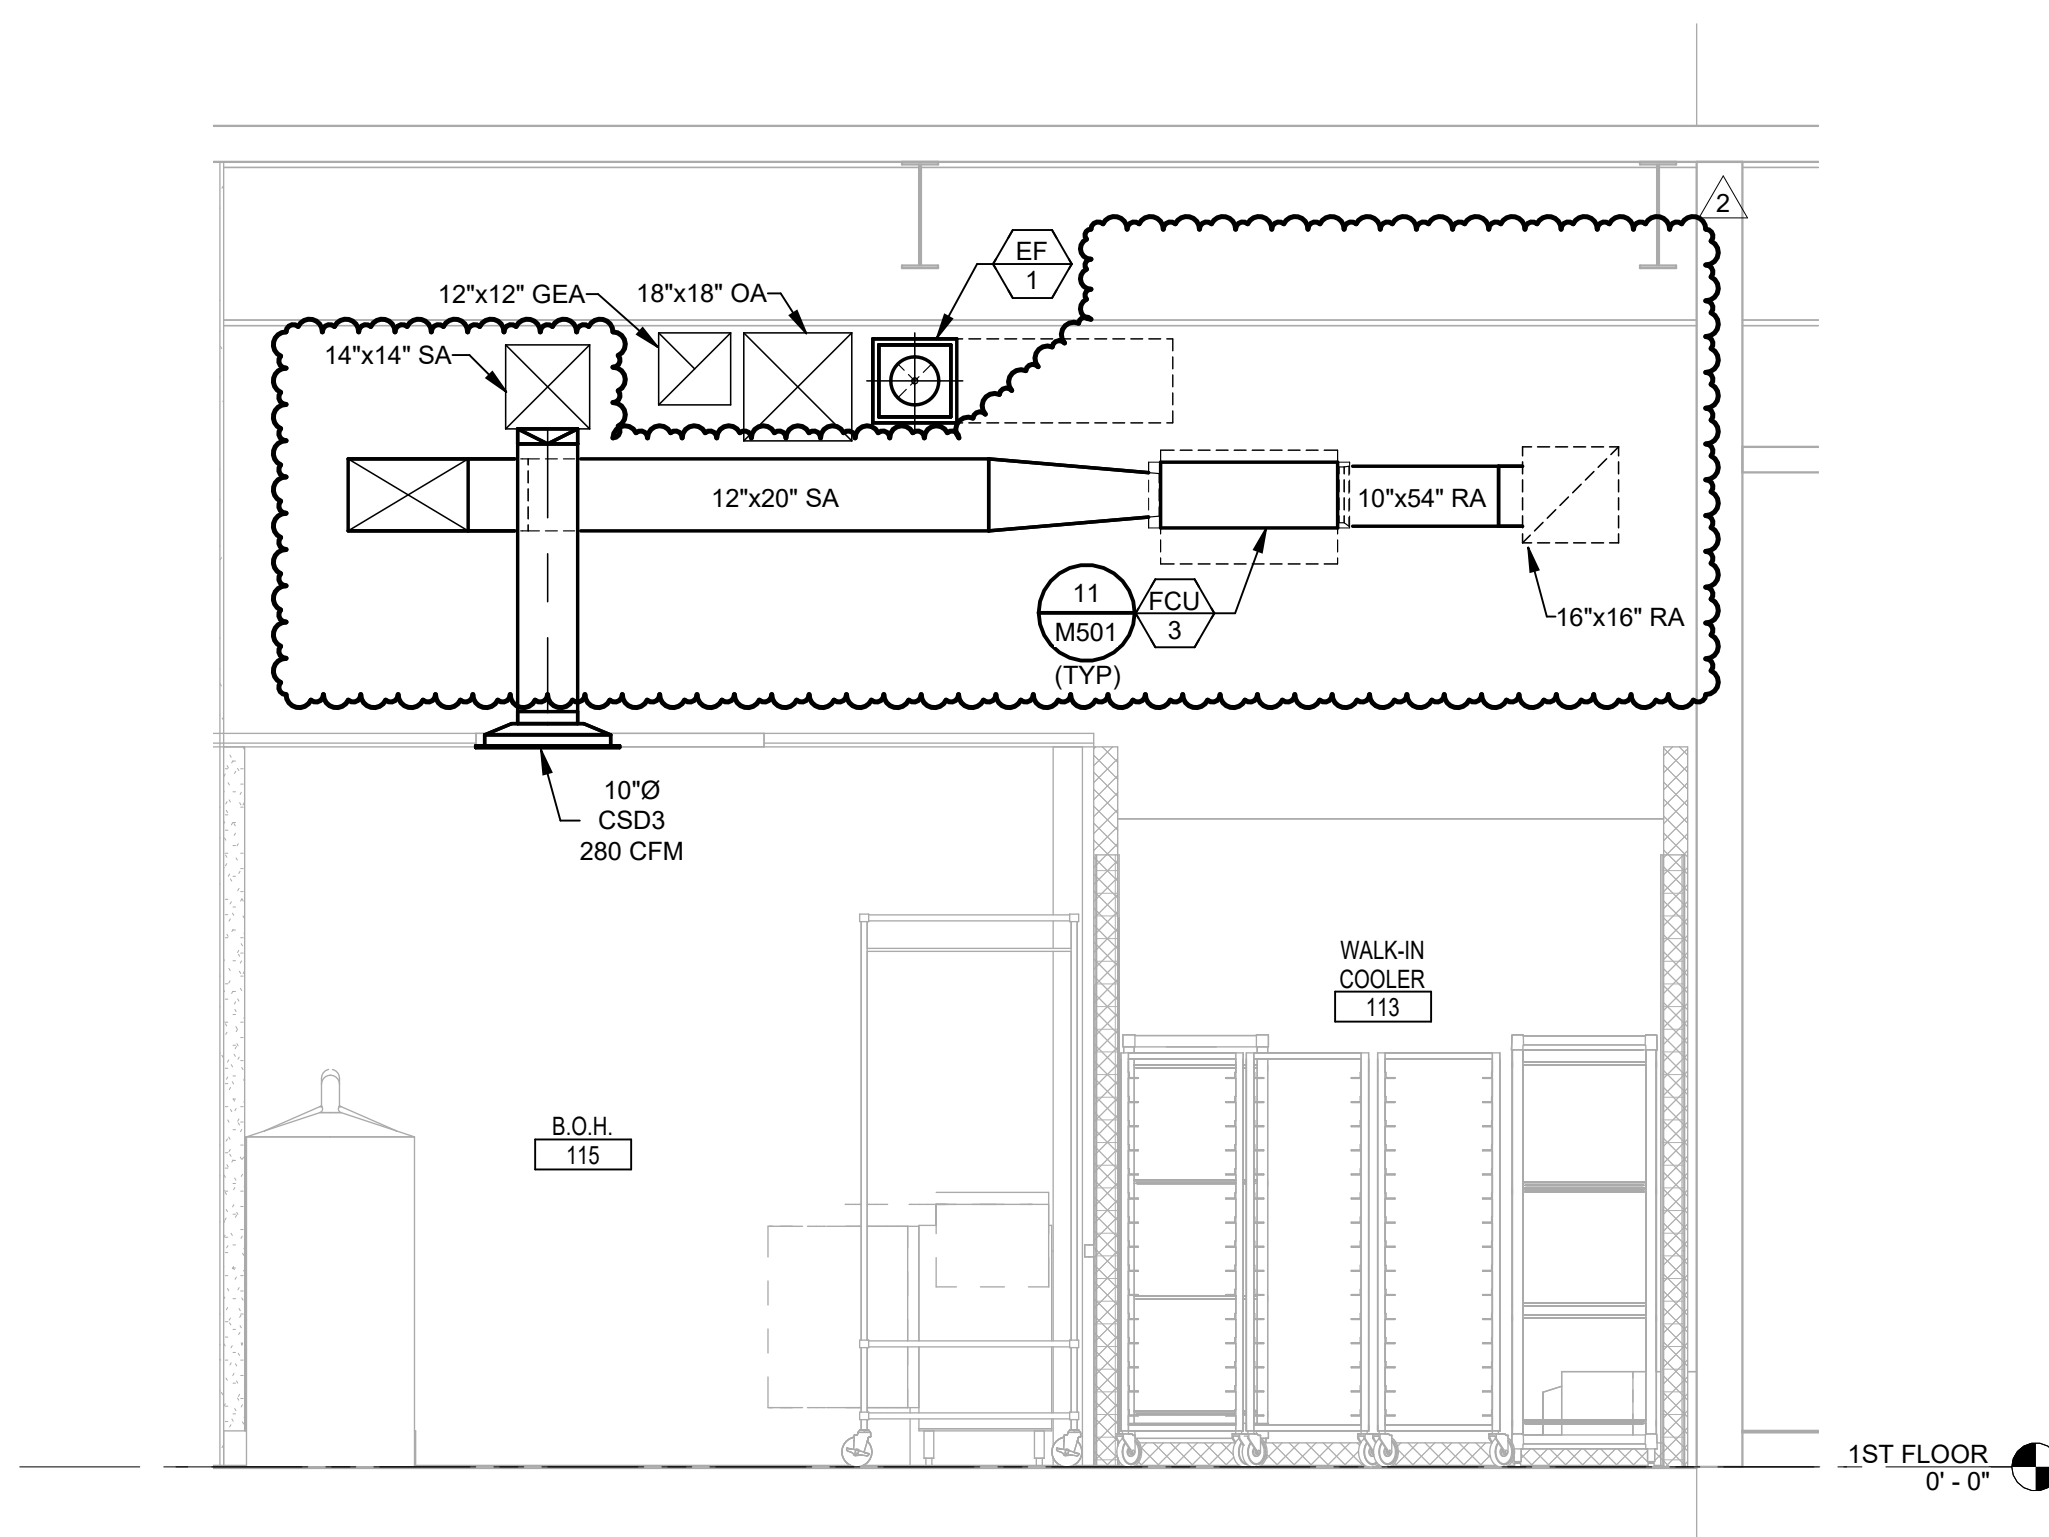 2
EF
1
12"x12" GEA
18"x18" OA
14"x14" SA
12"x20" SA
10"x54" RA
11
M501
(TYP)
FCU
3
16"x16" RA
10"Ø
CSD3
280 CFM
WALK-IN
COOLER
113
B.O.H.
115
1ST FLOOR
0' - 0"